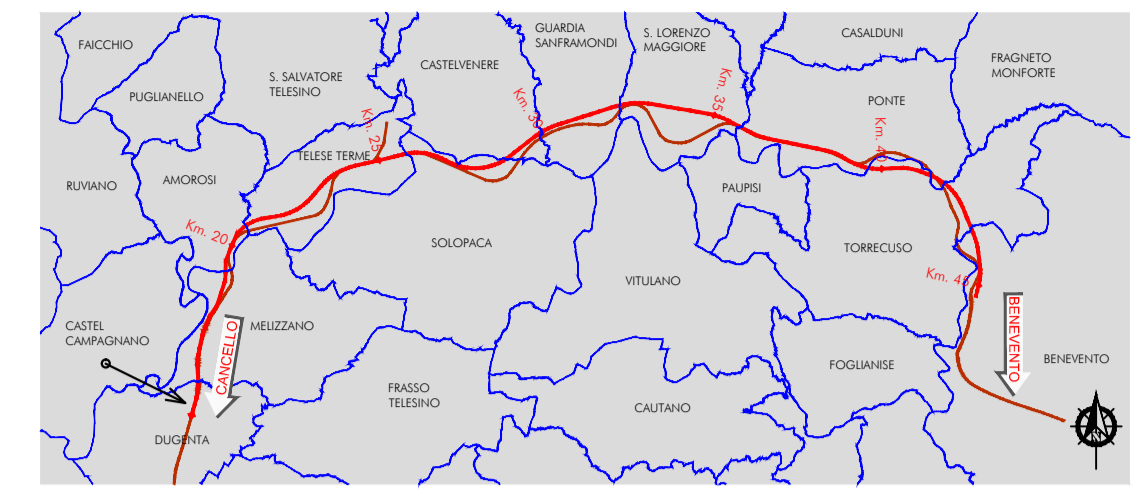 FAICCHIO
PUGLIANELLO
S. SALVATORE
TELESINO
CASTELVENERE
GUARDIA
SANFRAMONDI
S. LORENZO
MAGGIORE
CASALDUNI
FRAGNETO
MONFORTE
PONTE
Km. 25
Km. 30
Km. 35
Km. 40
TELESE TERME
RUVIANO
AMOROSI
PAUPISI
Km. 20
SOLOPACA
TORRECUSO
VITULANO
Km. 45
CASTEL
CAMPAGNANO
MELIZZANO
CANCELLO
BENEVENTO
BENEVENTO
FOGLIANISE
FRASSO
TELESINO
CAUTANO
DUGENTA
N